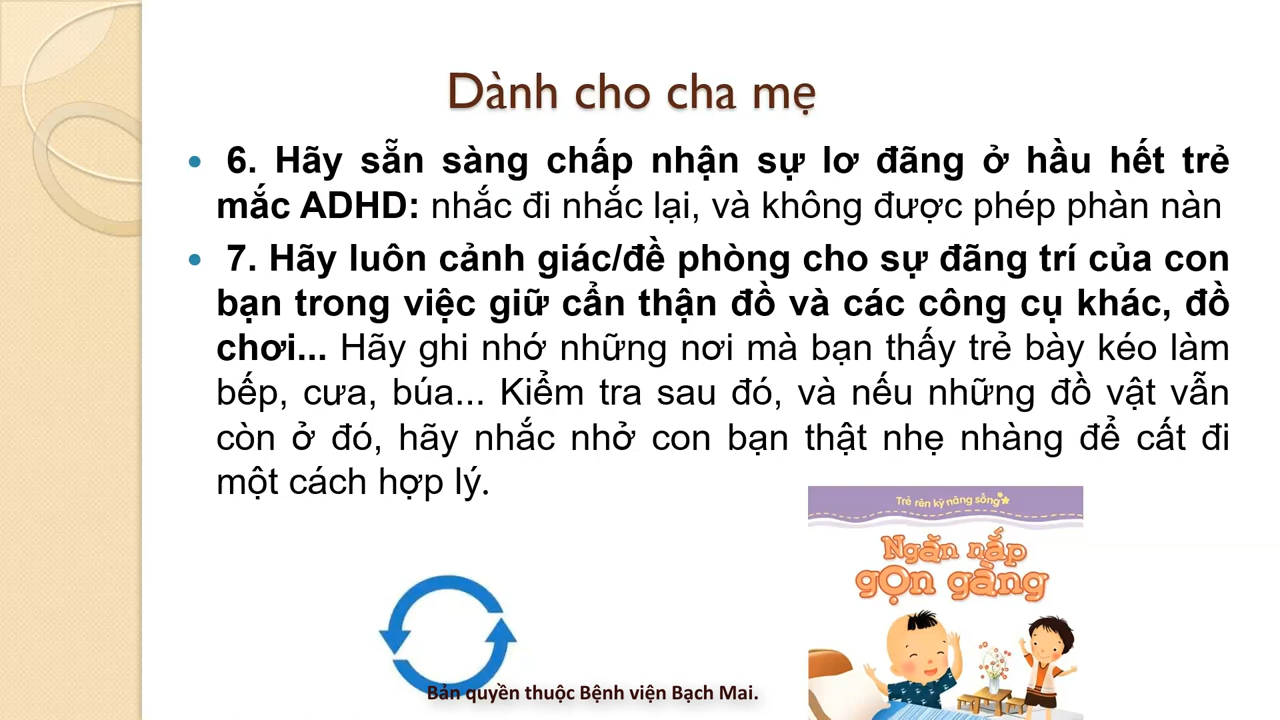 Dành cho cha mẹ
6. Hãy sẵn sàng chấp nhận sự lơ đãng ở hầu hết trẻ
mắc ADHD: nhắc đi nhắc lại, và không được phép phàn nàn
7. Hãy luôn cảnh giác/đề phòng cho sự đãng trí của con
bạn trong việc giữ cẩn thận đồ và các công cụ khác, đồ
chơi... Hãy ghi nhớ những nơi mà bạn thấy trẻ bày kéo làm
bếp, cưa, búa... Kiểm tra sau đó, và nếu những đồ vật vẫn
còn ở đó, hãy nhắc nhở con bạn thật nhẹ nhàng để cất đi
một cách hợp lý.
Trẻ rèn kỹ năng sống
Ngăn nắp
gọn gàng
Bản quyền thuộc Bệnh viện Bạch Mai.